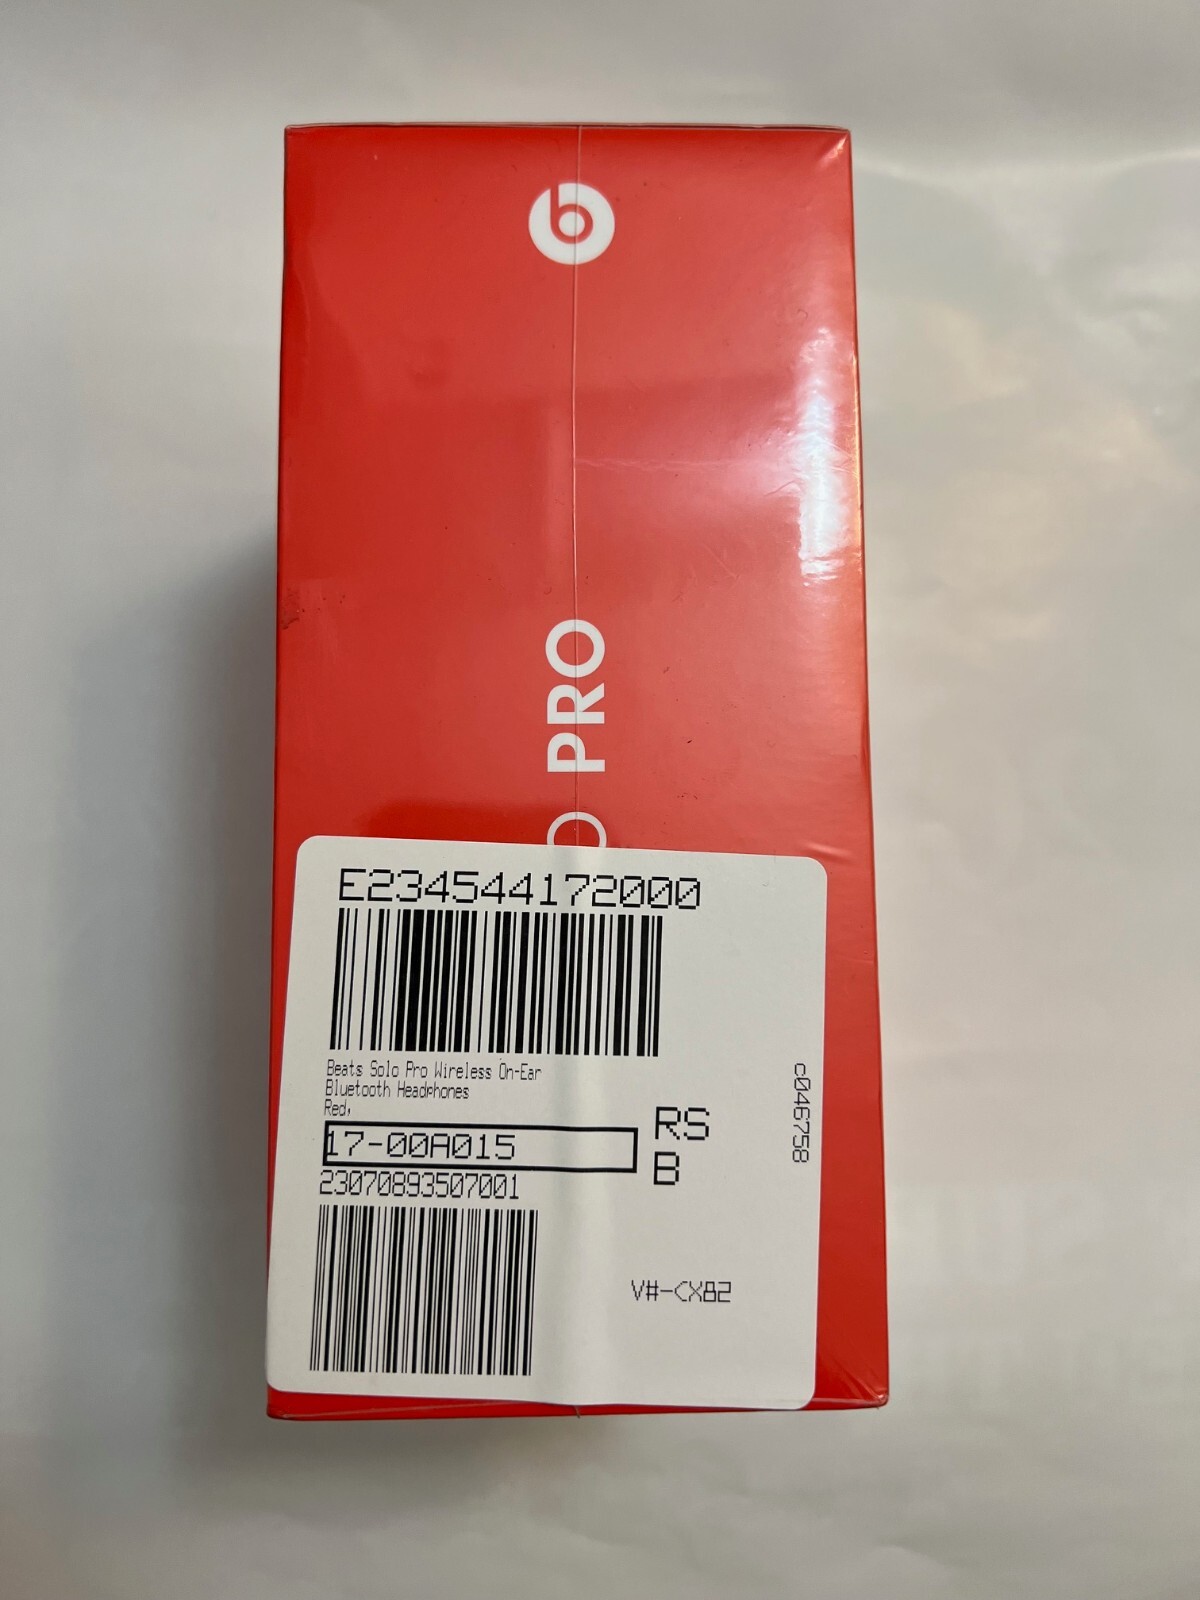 O PRO
E234544172000
Beats Solo Pro Wireless On-Ear
Bluetooth Headphones
Red,
17-00A015
RS
B
23070893507001
c046758
V#-CX82